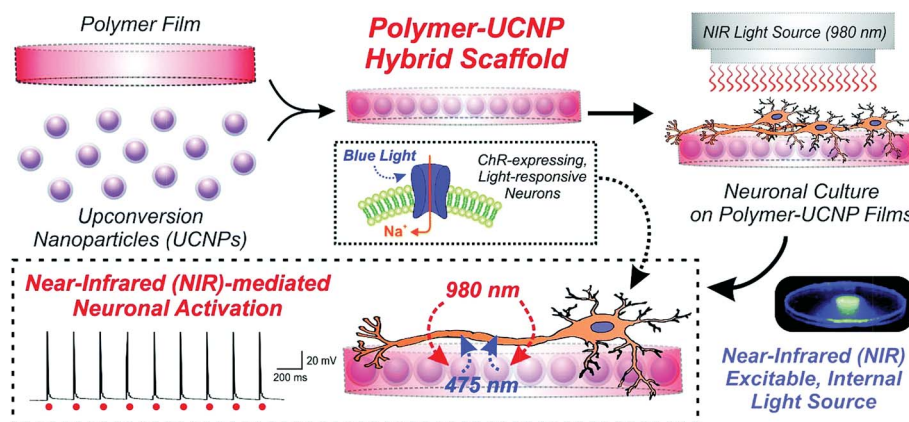 Polymer Film
Upconversion
Nanoparticles (UCNPs)
Polymer-UCNP
Hybrid Scaffold
Blue Light
Na⁺
ChR-expressing,
Light-responsive
Neurons
NIR Light Source (980 nm)
Neuronal Culture
on Polymer-UCNP Films
Near-Infrared (NIR)-mediated
Neuronal Activation
20 mV
200 ms
980 nm
475 nm
Near-Infrared (NIR)
Excitable, Internal
Light Source